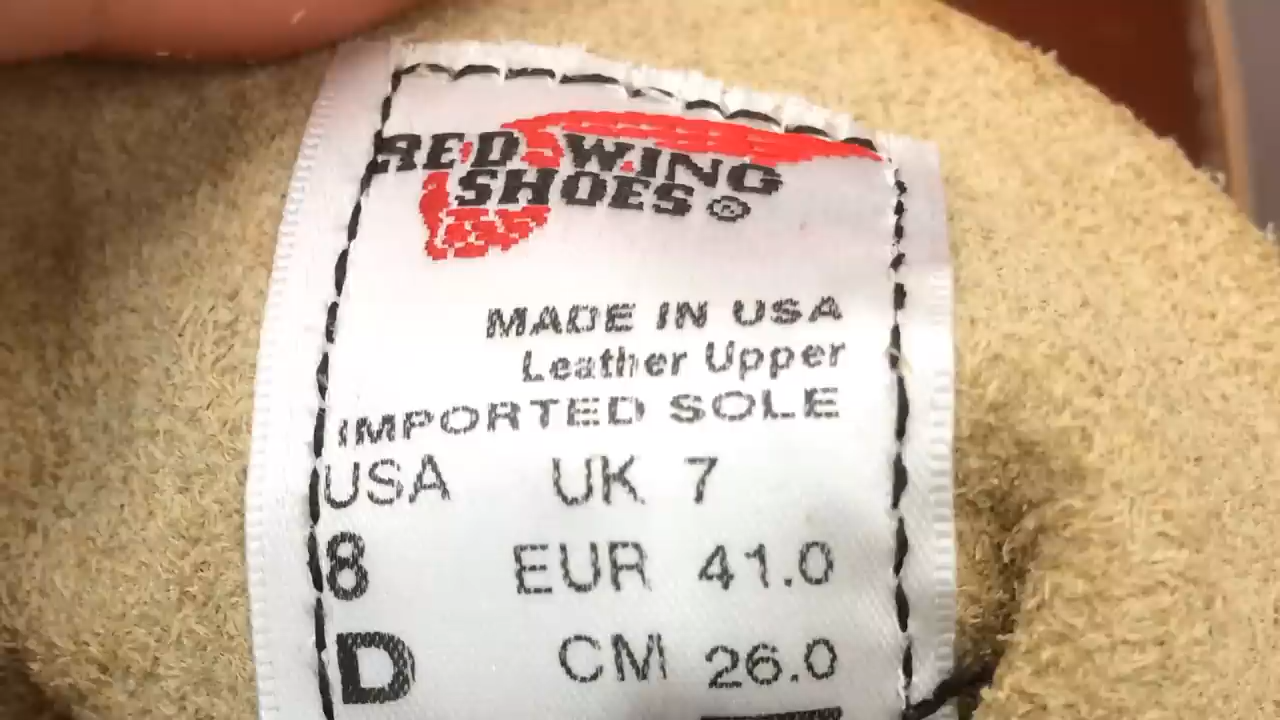 RED WING
SHOES ®
MADE IN USA
Leather Upper
IMPORTED SOLE
USA UK 7
8 EUR 41.0
D CM 26.0